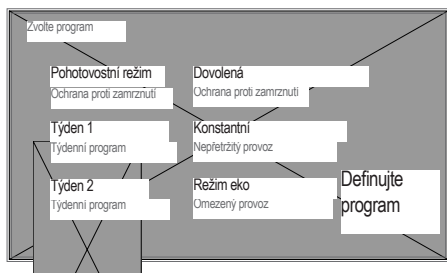 Zvolte program
Pohotovostní režim
Ochrana proti zamrznutí
Dovolená
Ochrana proti zamrznutí
Týden 1
Týdenní program
Konstantní
Nepřetržitý provoz
Týden 2
Týdenní program
Režim eko
Omezený provoz
Definujte
program